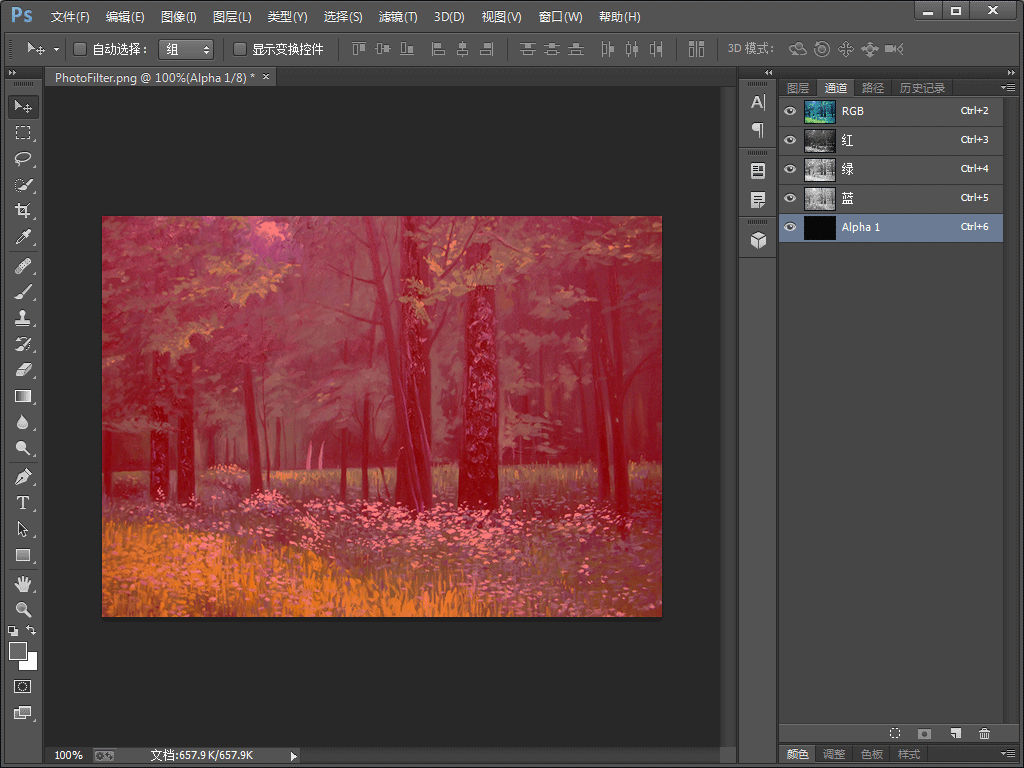 Ps 文件(F) 编辑(E) 图像(I) 图层(L) 类型(Y) 选择(S) 滤镜(T) 3D(D) 视图(V) 窗口(W) 帮助(H)
自动选择： 组 显示变换控件 3D 模式：
PhotoFilter.png @ 100%(Alpha 1/8) * ×
图层 通道 路径 历史记录
RGB Ctrl+2
红 Ctrl+3
绿 Ctrl+4
蓝 Ctrl+5
Alpha 1 Ctrl+6
100% 文档:657.9K/657.9K
颜色 调整 色板 样式